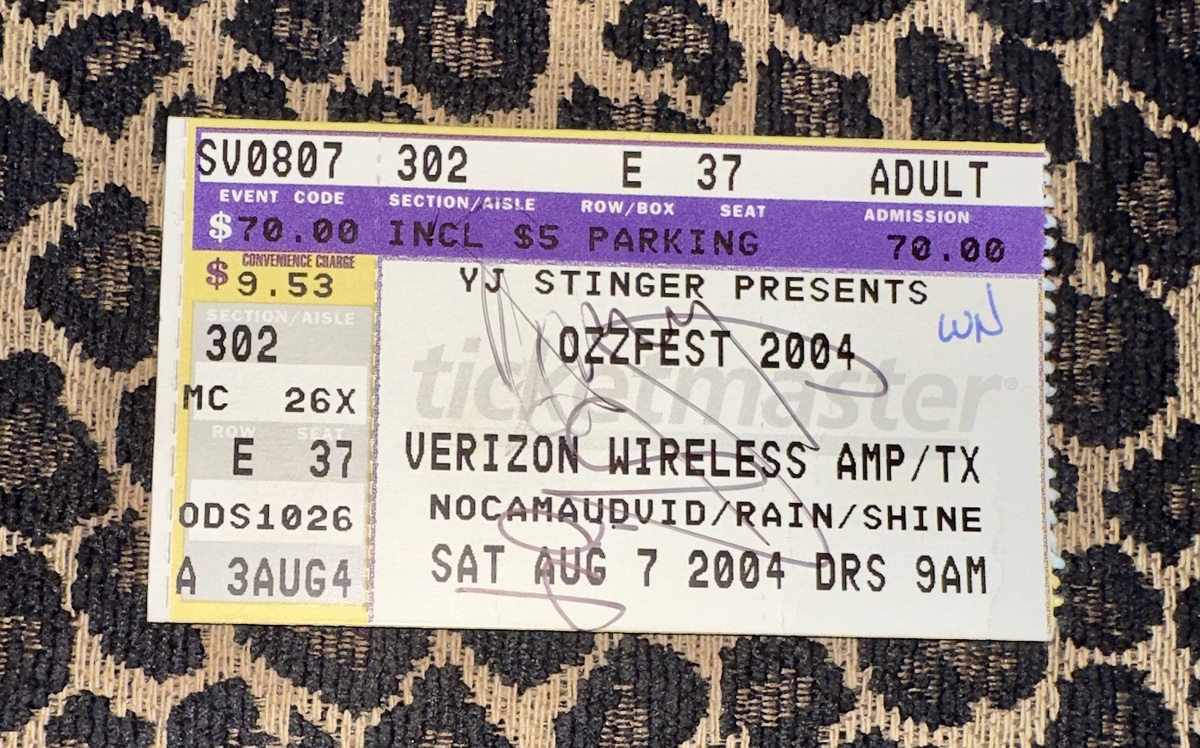 SV0807 302 E 37 ADULT
EVENT CODE SECTION/AISLE ROW/BOX SEAT ADMISSION
$70.00 INCL $5 PARKING 70.00
CONVENIENCE CHARGE
$9.53
SECTION/AISLE
302
MC 26X
ROW SEAT
E 37
ODS1026
A 3AUG4
YJ STINGER PRESENTS
WN
OZZFEST 2004
ticketmaster®
VERIZON WIRELESS AMP/TX
NOCAMAUDVID/RAIN/SHINE
SAT AUG 7 2004 DRS 9AM